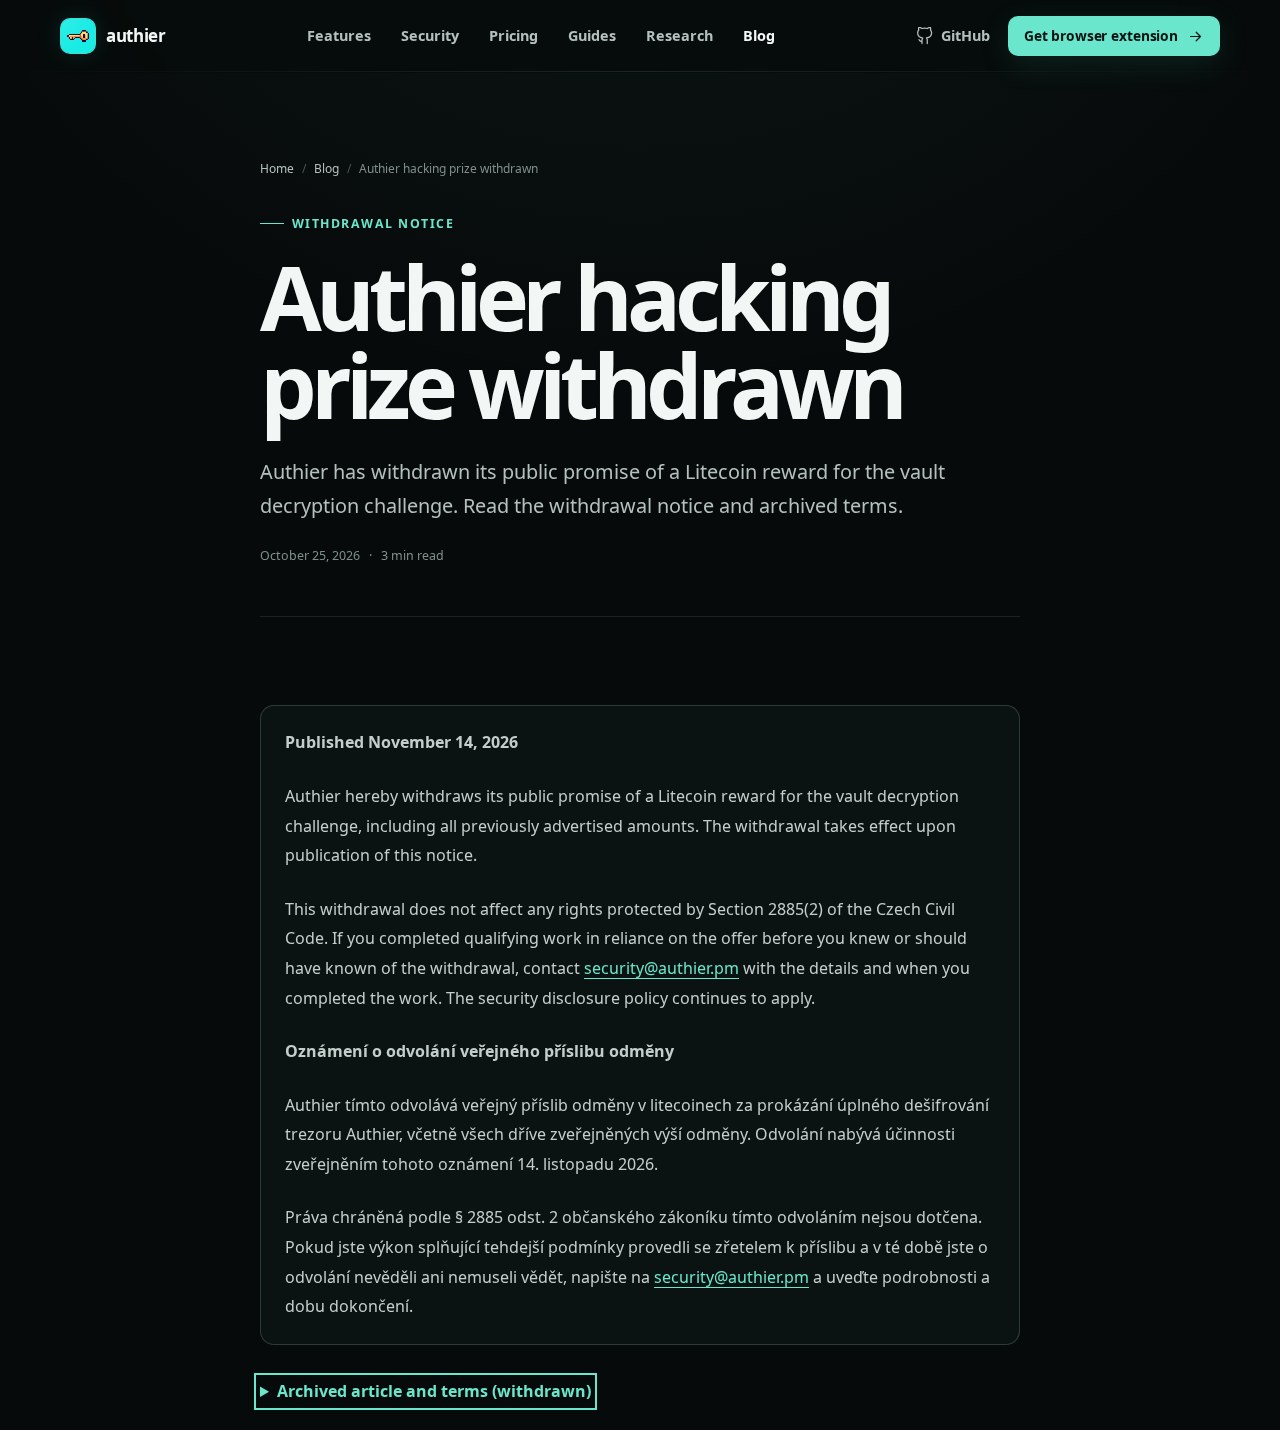 authier
Features Security Pricing Guides Research Blog
GitHub
Get browser extension →
Home / Blog / Authier hacking prize withdrawn
WITHDRAWAL NOTICE
Authier hacking
prize withdrawn
Authier has withdrawn its public promise of a Litecoin reward for the vault
decryption challenge. Read the withdrawal notice and archived terms.
October 25, 2026 · 3 min read
Published November 14, 2026
Authier hereby withdraws its public promise of a Litecoin reward for the vault decryption
challenge, including all previously advertised amounts. The withdrawal takes effect upon
publication of this notice.
This withdrawal does not affect any rights protected by Section 2885(2) of the Czech Civil
Code. If you completed qualifying work in reliance on the offer before you knew or should
have known of the withdrawal, contact security@authier.pm with the details and when you
completed the work. The security disclosure policy continues to apply.
Oznámení o odvolání veřejného příslibu odměny
Authier tímto odvolává veřejný příslib odměny v litecoinech za prokázání úplného dešifrování
trezoru Authier, včetně všech dříve zveřejněných výší odměny. Odvolání nabývá účinnosti
zveřejněním tohoto oznámení 14. listopadu 2026.
Práva chráněná podle § 2885 odst. 2 občanského zákoníku tímto odvoláním nejsou dotčena.
Pokud jste výkon splňující tehdejší podmínky provedli se zřetelem k příslibu a v té době jste o
odvolání nevěděli ani nemuseli vědět, napište na security@authier.pm a uveďte podrobnosti a
dobu dokončení.
Archived article and terms (withdrawn)